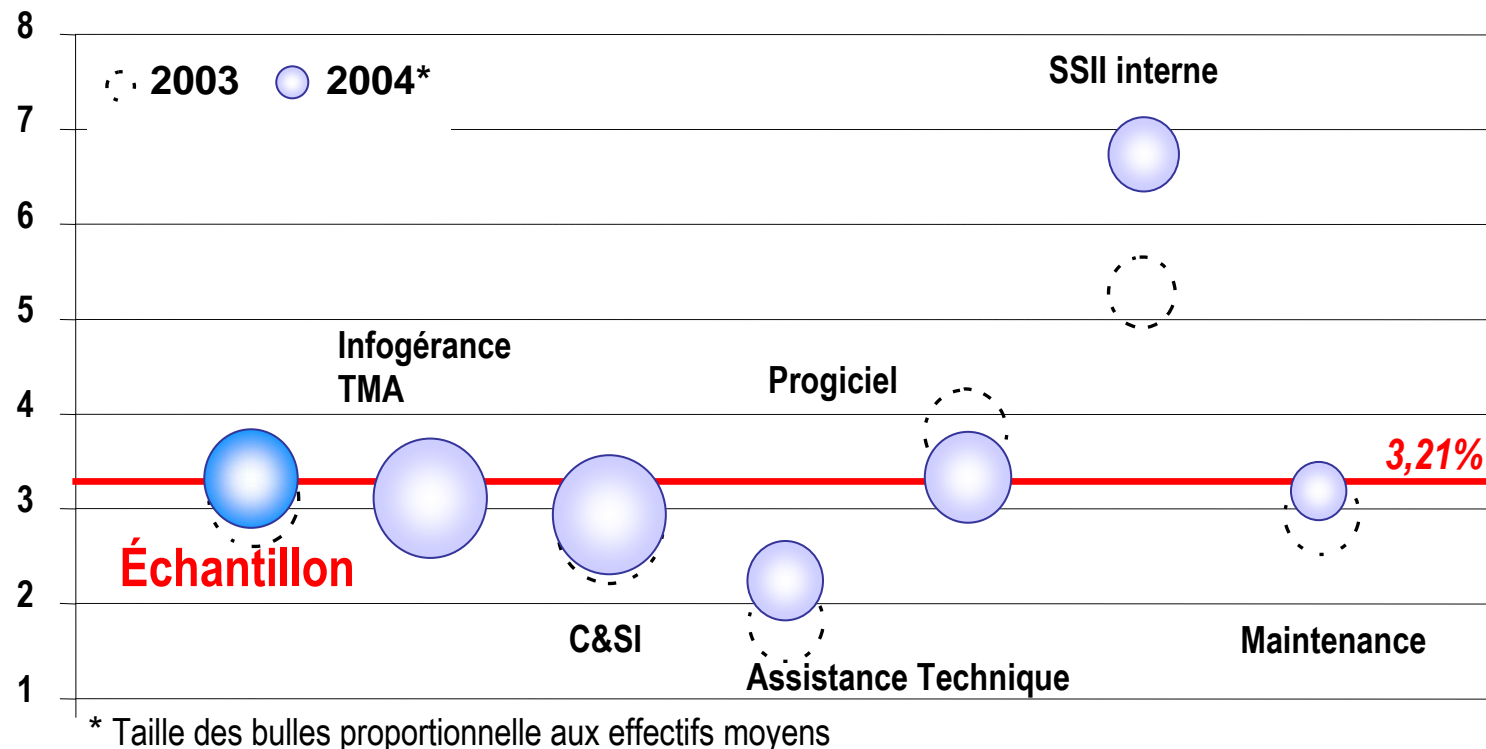 8
2003 2004*
SSII interne
7
6
5
Infogérance
TMA
Progiciel
4
3,21%
3
Échantillon
2
C&SI
Maintenance
Assistance Technique
1
* Taille des bulles proportionnelle aux effectifs moyens